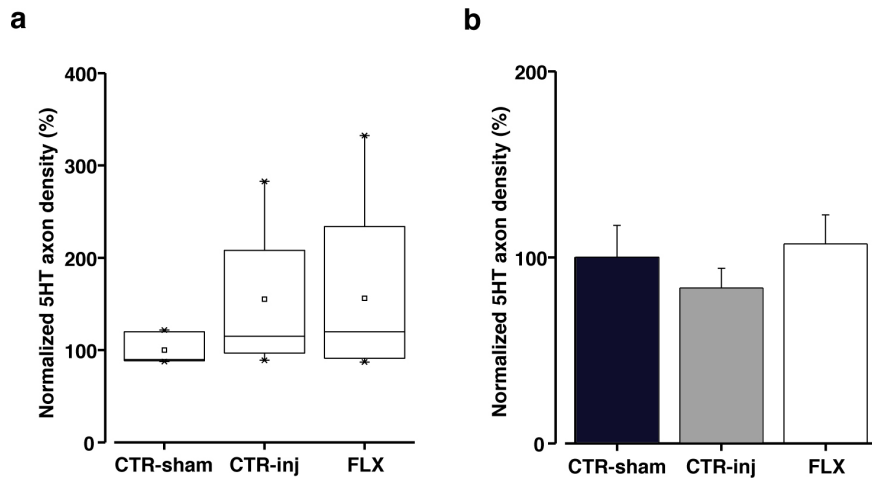 a
Normalized 5HT axon density (%)
400
300
200
100
0
CTR-sham CTR-inj FLX
b
Normalized 5HT axon density (%)
200
100
0
CTR-sham CTR-inj FLX